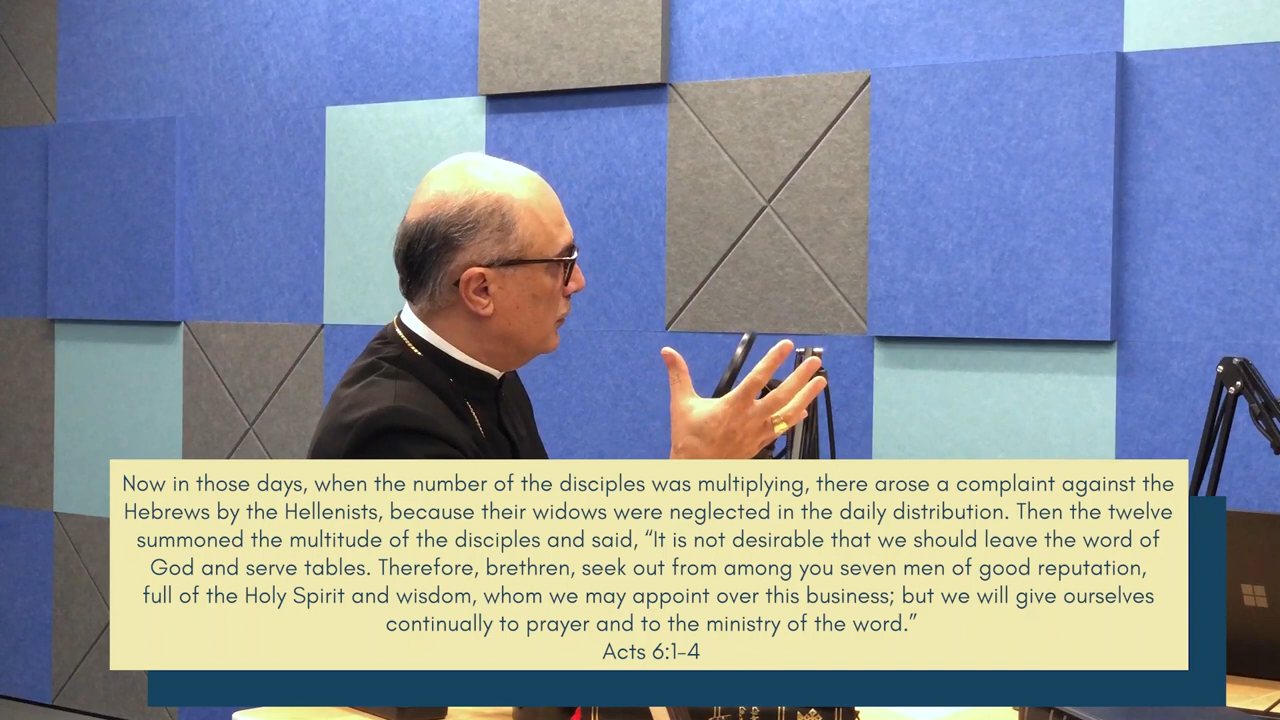 Now in those days, when the number of the disciples was multiplying, there arose a complaint against the
Hebrews by the Hellenists, because their widows were neglected in the daily distribution. Then the twelve
summoned the multitude of the disciples and said, “It is not desirable that we should leave the word of
God and serve tables. Therefore, brethren, seek out from among you seven men of good reputation,
full of the Holy Spirit and wisdom, whom we may appoint over this business; but we will give ourselves
continually to prayer and to the ministry of the word.”
Acts 6:1-4